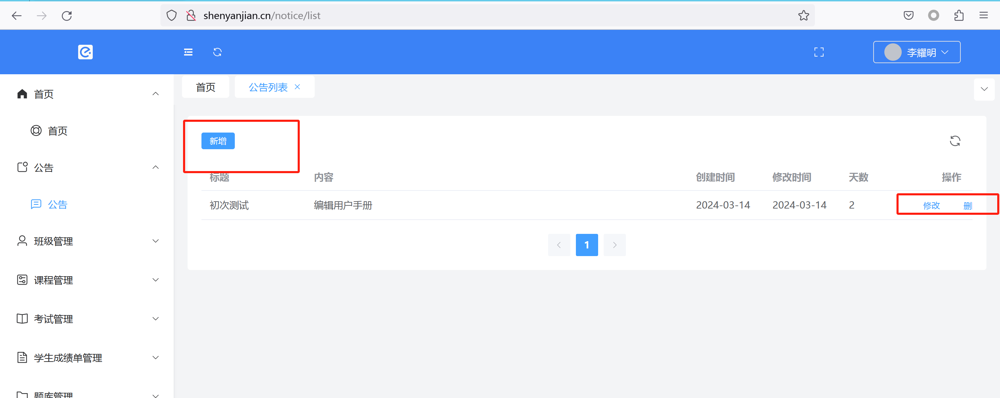 shenyanjian.cn/notice/list
李耀明
首页
公告列表
首页
首页
公告
公告
班级管理
课程管理
考试管理
学生成绩单管理
题库管理
新增
标题 内容 创建时间 修改时间 天数 操作
初次测试 编辑用户手册 2024-03-14 2024-03-14 2 修改 删
1